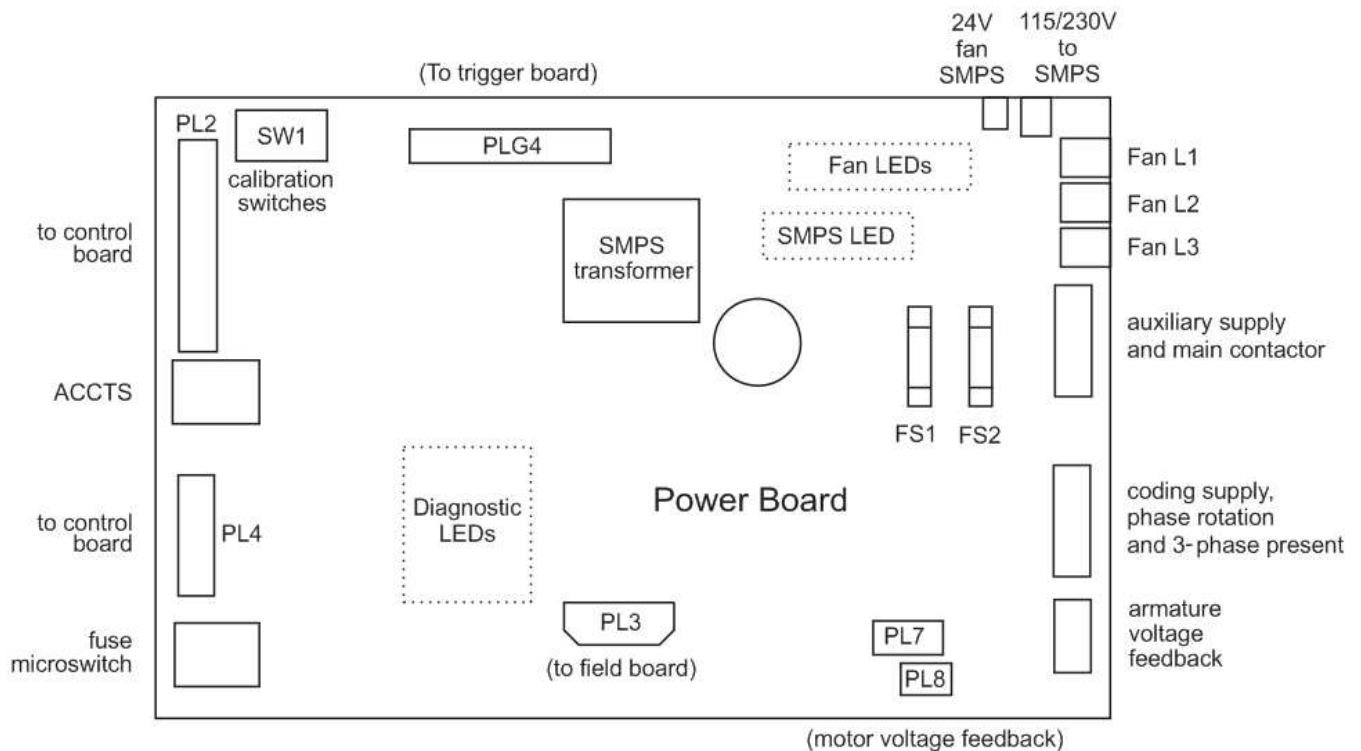 24V
fan
SMPS
115/230V
to
SMPS
(To trigger board)
PL2
SW1
calibration
switches
PLG4
Fan LEDs
SMPS LED
SMPS
transformer
Fan L1
Fan L2
Fan L3
to control
board
auxiliary supply
and main contactor
ACCTS
FS1
FS2
Power Board
Diagnostic
LEDs
coding supply,
phase rotation
and 3-phase present
to control
board
PL4
fuse
microswitch
PL3
(to field board)
PL7
PL8
armature
voltage
feedback
(motor voltage feedback)